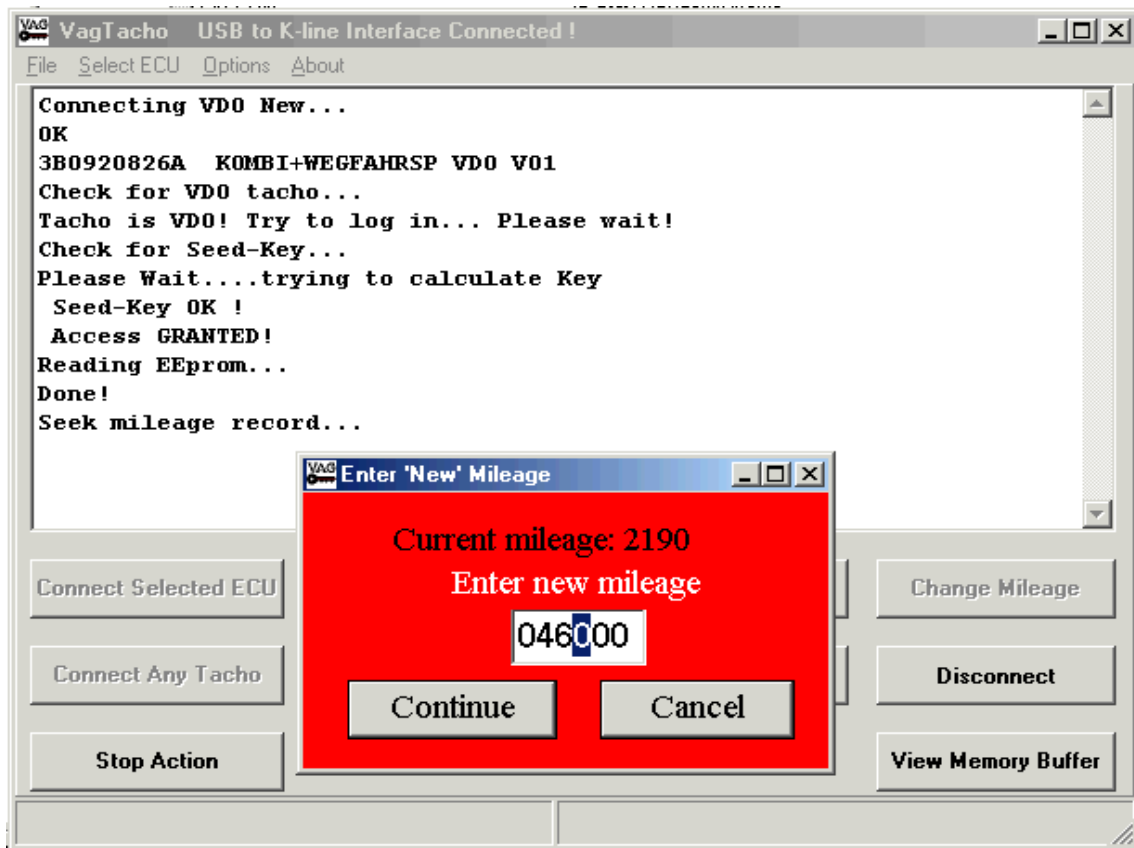 VAG VagTacho USB to K-line Interface Connected !
File Select ECU Options About
Connecting VDO New...
OK
3B0920826A KOMBI+WEGFAHRSP VDO V01
Check for VDO tacho...
Tacho is VDO! Try to log in... Please wait!
Check for Seed-Key...
Please Wait....trying to calculate Key
Seed-Key OK !
Access GRANTED!
Reading EEprom...
Done!
Seek mileage record...
VAG Enter 'New' Mileage
Current mileage: 2190
Enter new mileage
046000
Continue Cancel
Connect Selected ECU
Change Mileage
Connect Any Tacho
Disconnect
Stop Action
View Memory Buffer